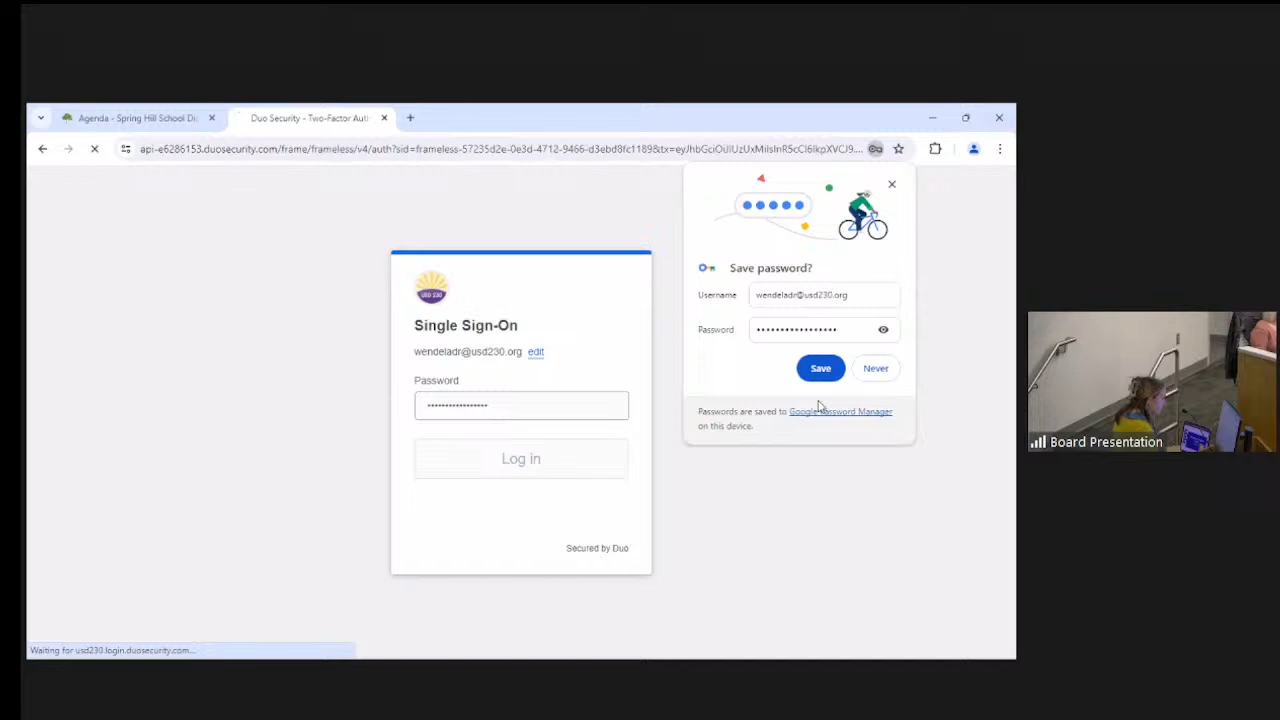 Agenda - Spring Hill School Di
Duo Security - Two-Factor Auth
api-e6286153.duosecurity.com/frame/frameless/v4/auth?sid=frameless-57235d2e-0e3d-4712-9466-d3ebd8fc1189&tx=eyJhbGciOiJIUzUxMiIsInR5cCI6IkpXVCJ9....
Save password?
Username
wendeladr@usd230.org
Password
•••••••••••••••••
Save
Never
Passwords are saved to Google Password Manager
on this device.
USD 230
Single Sign-On
wendeladr@usd230.org edit
Password
•••••••••••••••••
Log in
Secured by Duo
Board Presentation
Waiting for usd230.login.duosecurity.com...